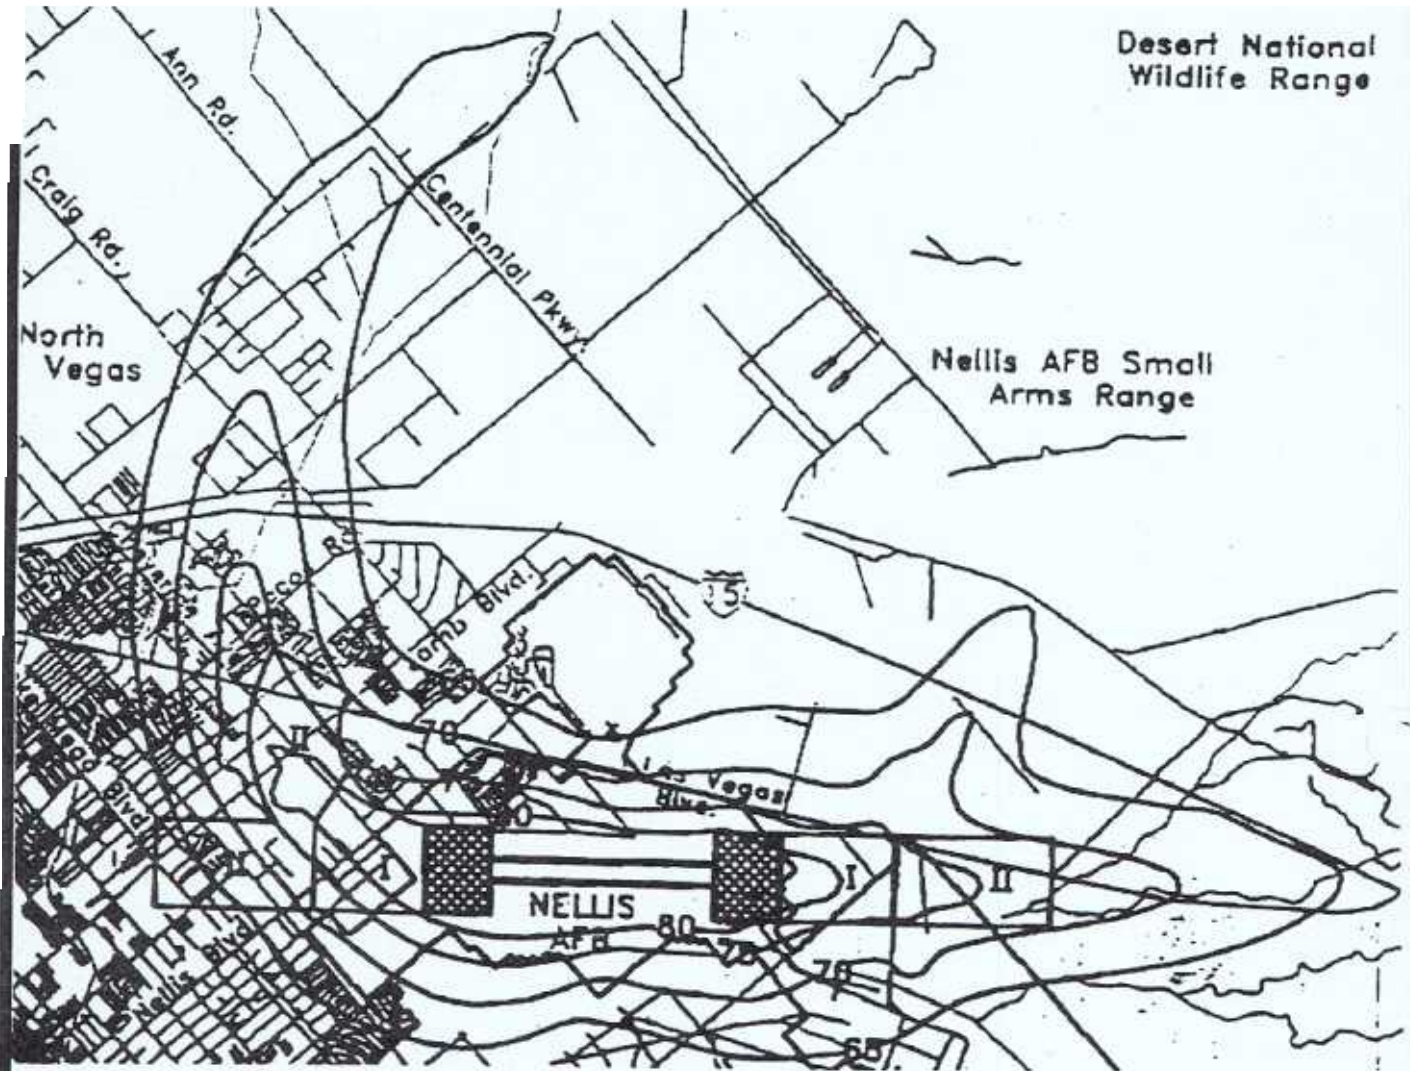 Desert National
Wildlife Range
Ann Rd.
Craig Rd.
Centennial Pkwy.
North
Vegas
Nellis AFB Small
Arms Range
15
Blvd.
II
70
Las Vegas
Blvd.
Blvd
I
I
II
NELLIS
AFB
80
75
70
Nellis Blvd
65